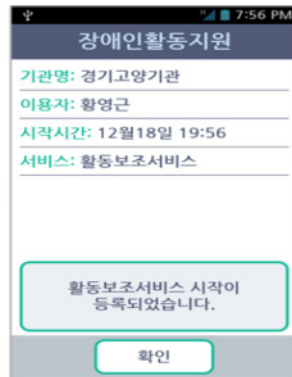 7:56 PM
장애인활동지원
기관명: 경기고양기관
이용자: 황영근
시작시간: 12월18일 19:56
서비스: 활동보조서비스
활동보조서비스 시작이
등록되었습니다.
확인